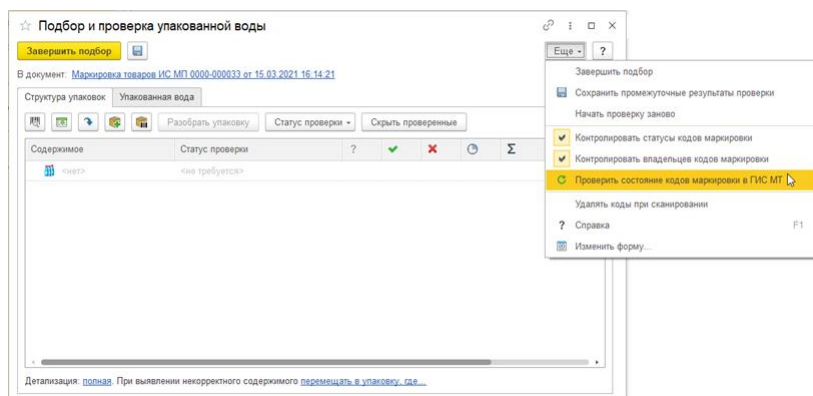 Подбор и проверка упакованной воды
Завершить подбор
Еще
?
В документ: Маркировка товаров ИС МП 0000-000033 от 15.03.2021 16:14:21
Структура упаковок
Упакованная вода
Разобрать упаковку
Статус проверки
Скрыть проверенные
Содержимое
Статус проверки
?
Σ
<нет>
<не требуется>
Завершить подбор
Сохранить промежуточные результаты проверки
Начать проверку заново
Контролировать статусы кодов маркировки
Контролировать владельцев кодов маркировки
Проверить состояние кодов маркировки в ГИС МТ
Удалять коды при сканировании
? Справка F1
Изменить форму...
Детализация: полная. При выявлении некорректного содержимого перемещать в упаковку, где...